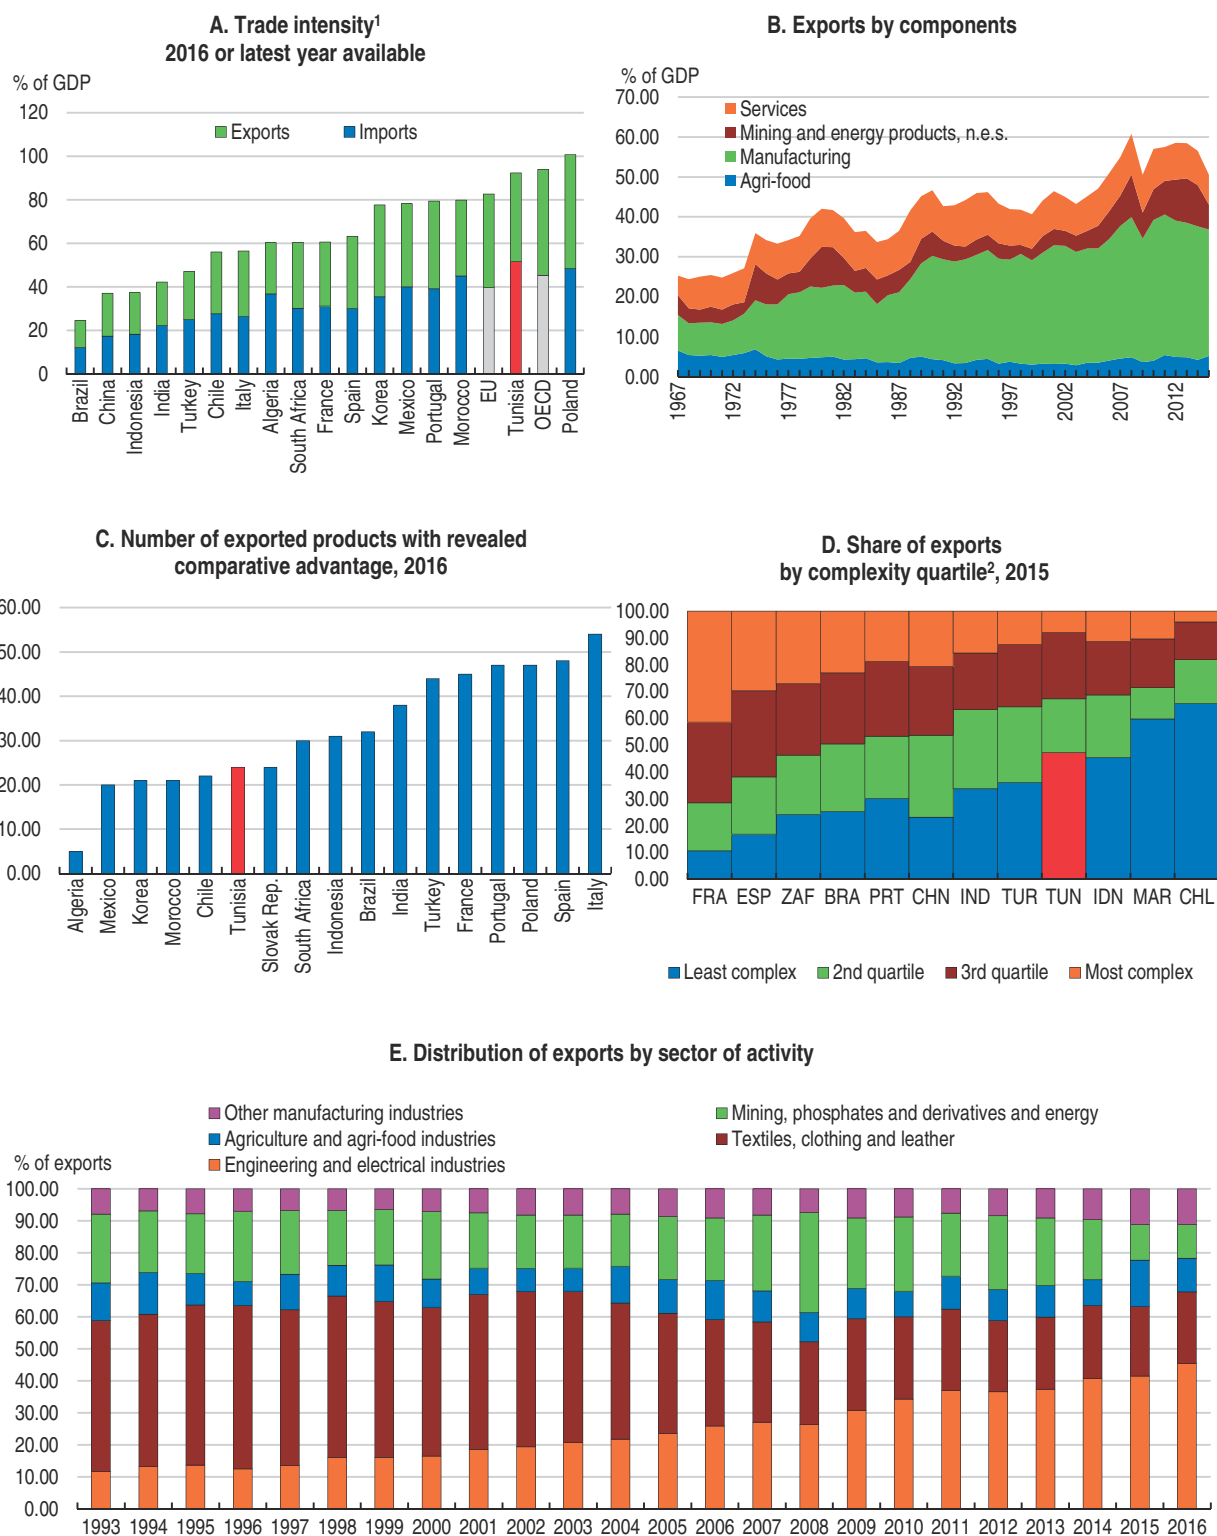 A. Trade intensity¹
2016 or latest year available
% of GDP
120
100
80
60
40
20
0
Exports
Imports
Brazil
China
Indonesia
India
Turkey
Chile
Italy
Algeria
South Africa
France
Spain
Korea
Mexico
Portugal
Morocco
EU
Tunisia
OECD
Poland
B. Exports by components
% of GDP
70.00
60.00
50.00
40.00
30.00
20.00
10.00
0.00
Services
Mining and energy products, n.e.s.
Manufacturing
Agri-food
1967
1972
1977
1982
1987
1992
1997
2002
2007
2012
C. Number of exported products with revealed
comparative advantage, 2016
60.00
50.00
40.00
30.00
20.00
10.00
0.00
Algeria
Mexico
Korea
Morocco
Chile
Tunisia
Slovak Rep.
South Africa
Indonesia
Brazil
India
Turkey
France
Portugal
Poland
Spain
Italy
D. Share of exports
by complexity quartile², 2015
100.00
90.00
80.00
70.00
60.00
50.00
40.00
30.00
20.00
10.00
0.00
FRA ESP ZAF BRA PRT CHN IND TUR TUN IDN MAR CHL
Least complex 2nd quartile 3rd quartile Most complex
E. Distribution of exports by sector of activity
Other manufacturing industries
Mining, phosphates and derivatives and energy
Agriculture and agri-food industries
Textiles, clothing and leather
Engineering and electrical industries
% of exports
100.00
90.00
80.00
70.00
60.00
50.00
40.00
30.00
20.00
10.00
0.00
1993 1994 1995 1996 1997 1998 1999 2000 2001 2002 2003 2004 2005 2006 2007 2008 2009 2010 2011 2012 2013 2014 2015 2016